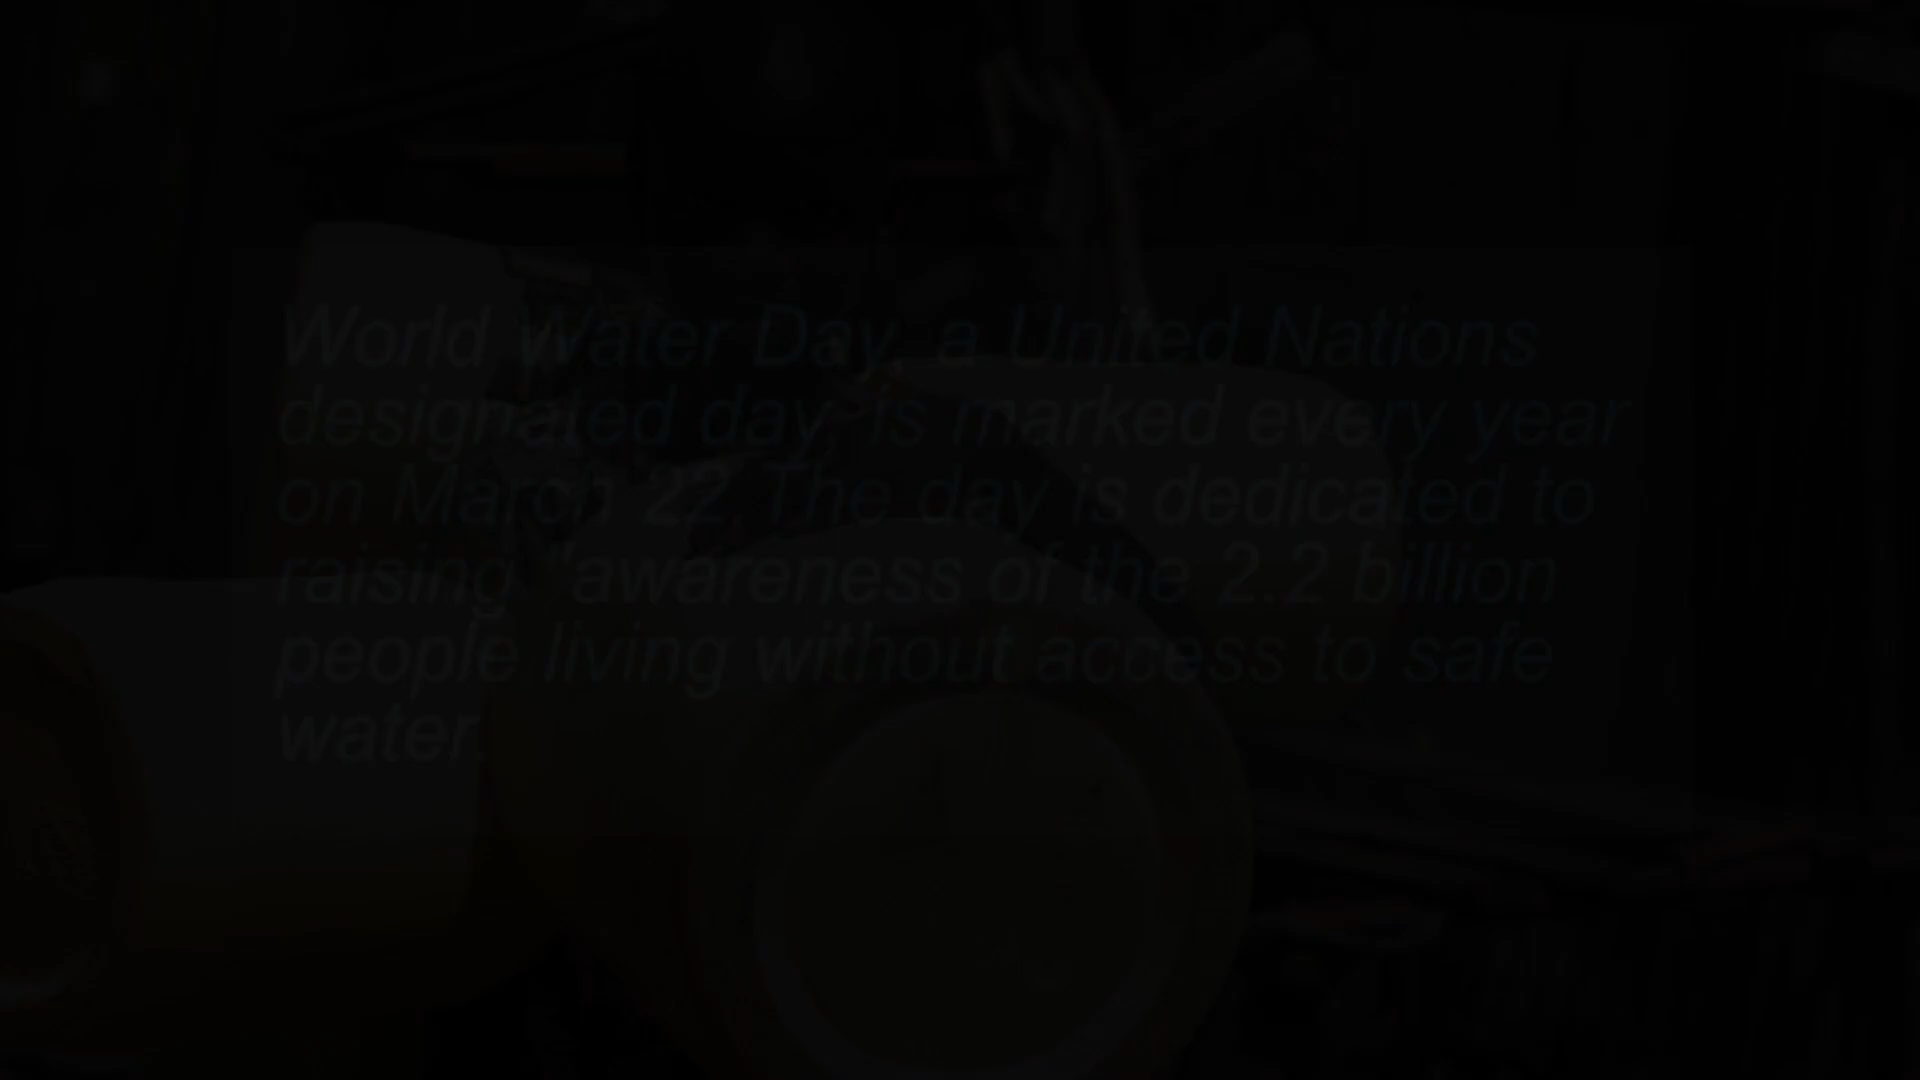 World Water Day, a United Nations
designated day, is marked every year
on March 22. The day is dedicated to
raising "awareness of the 2.2 billion
people living without access to safe
water.